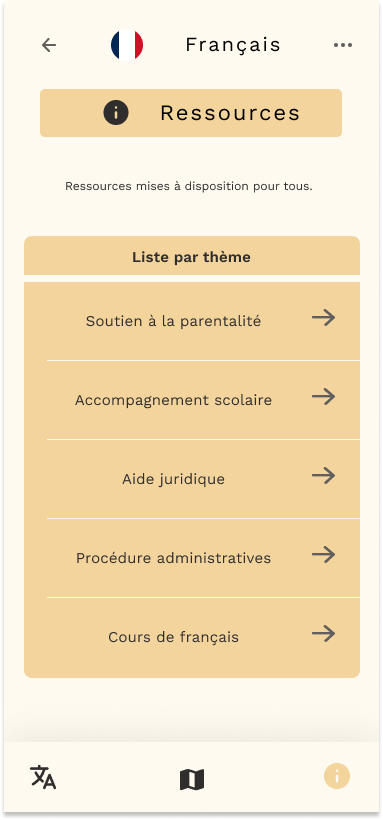 Français
Ressources
Ressources mises à disposition pour tous.
Liste par thème
Soutien à la parentalité
Accompagnement scolaire
Aide juridique
Procédure administratives
Cours de français